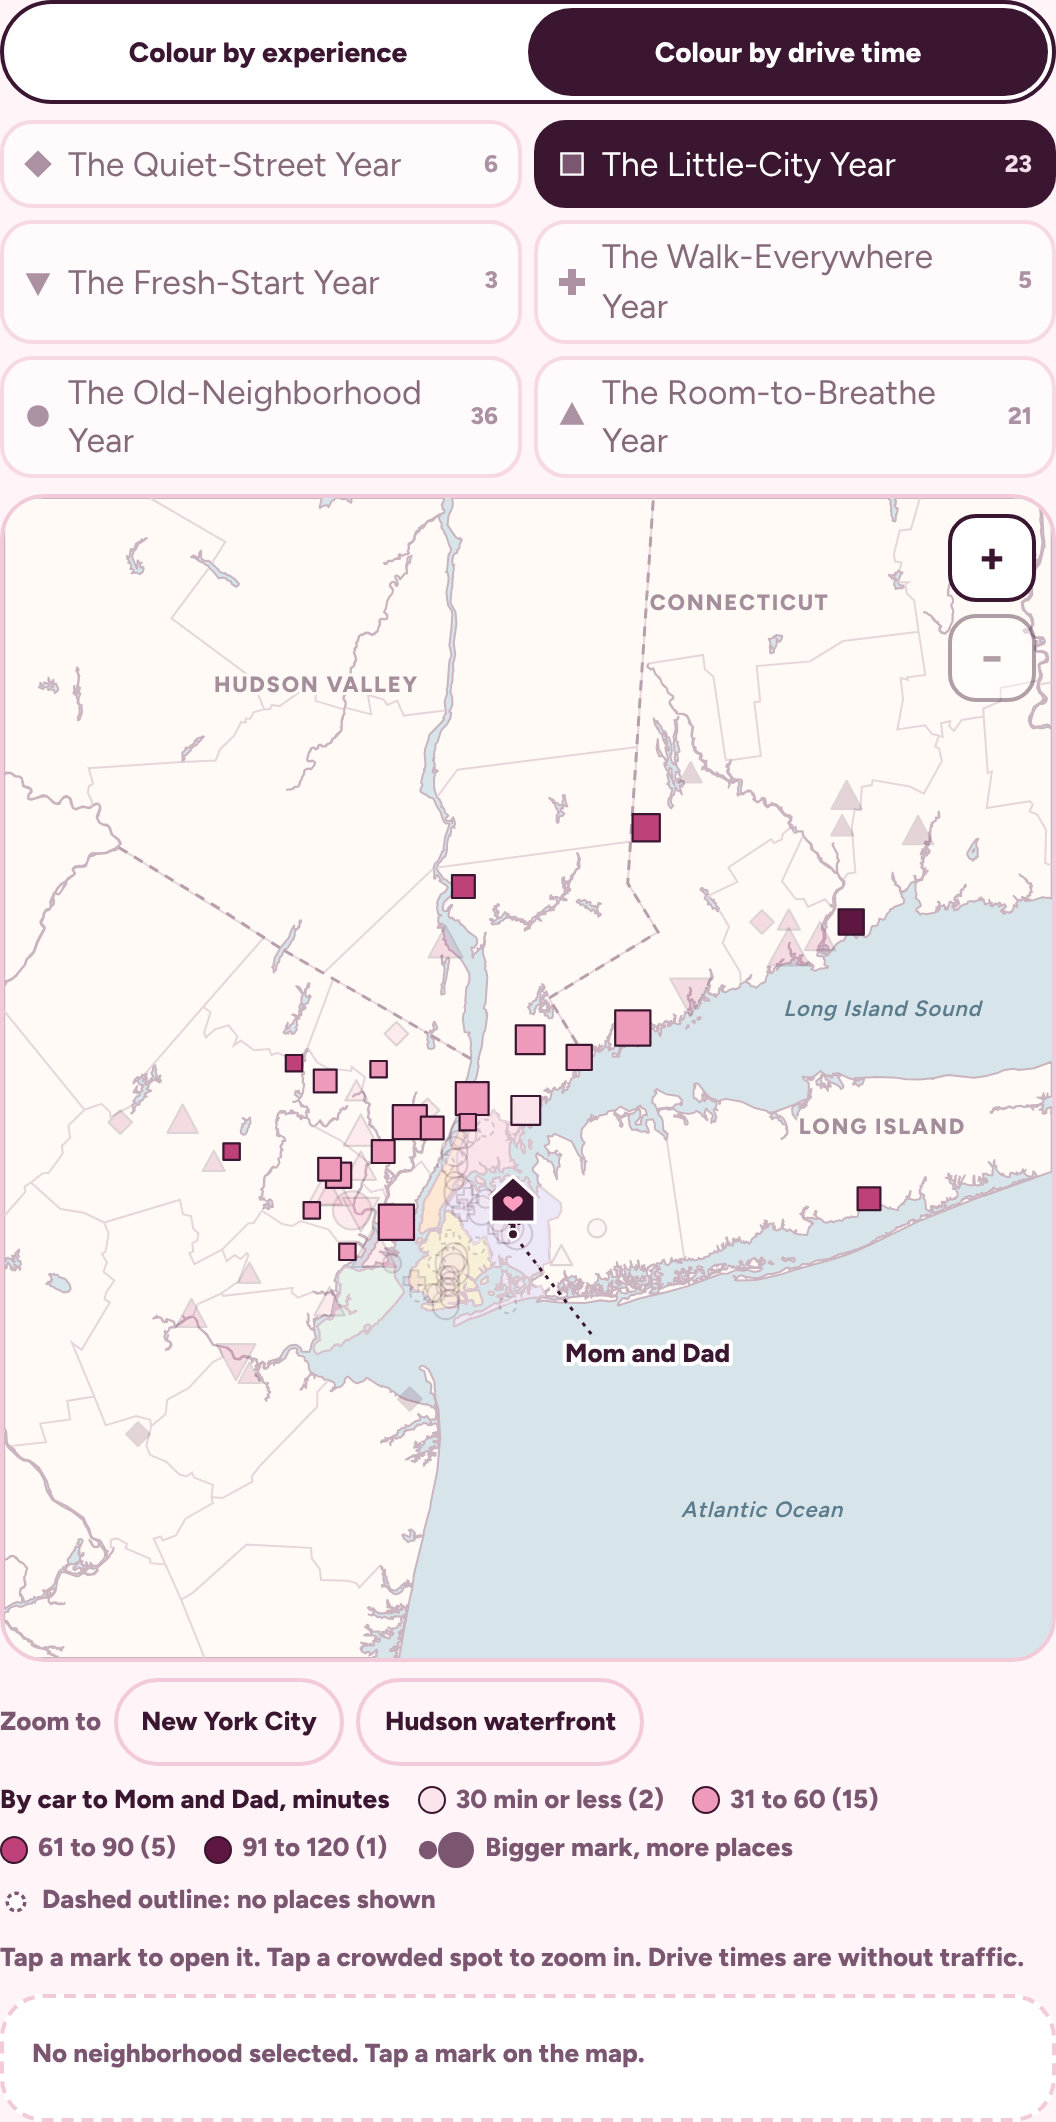 Colour by experience
Colour by drive time
The Quiet-Street Year 6
The Little-City Year 23
The Fresh-Start Year 3
The Walk-Everywhere
Year
5
The Old-Neighborhood
Year
36
The Room-to-Breathe
Year
21
+
−
CONNECTICUT
HUDSON VALLEY
Long Island Sound
LONG ISLAND
Mom and Dad
Atlantic Ocean
Zoom to
New York City
Hudson waterfront
By car to Mom and Dad, minutes 30 min or less (2) 31 to 60 (15)
61 to 90 (5) 91 to 120 (1) Bigger mark, more places
Dashed outline: no places shown
Tap a mark to open it. Tap a crowded spot to zoom in. Drive times are without traffic.
No neighborhood selected. Tap a mark on the map.